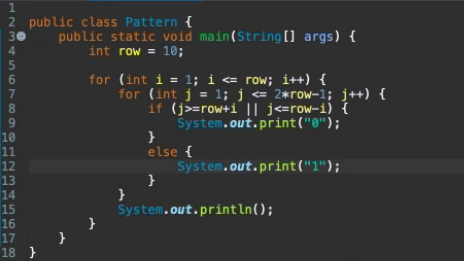 1
2 public class Pattern {
3 public static void main(String[] args) {
4 int row = 10;
5
6 for (int i = 1; i <= row; i++) {
7 for (int j = 1; j <= 2*row-1; j++) {
8 if (j>=row+i || j<=row-i) {
9 System.out.print("0");
10 }
11 else {
12 System.out.print("1");
13 }
14 }
15 System.out.println();
16 }
17 }
18 }